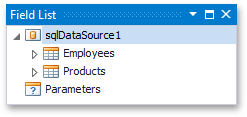 Field List
sqlDataSource1
Employees
Products
Parameters